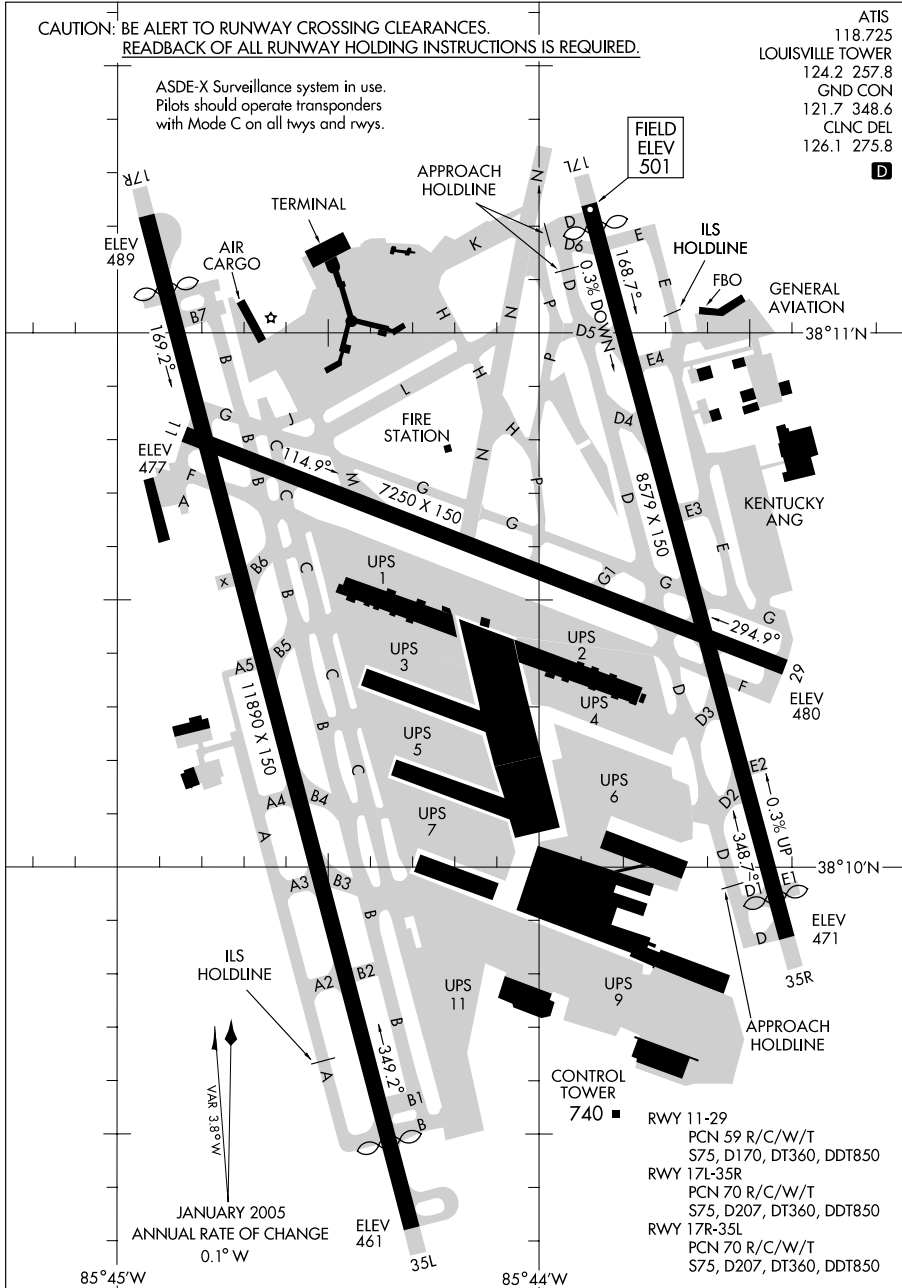 CAUTION: BE ALERT TO RUNWAY CROSSING CLEARANCES.
READBACK OF ALL RUNWAY HOLDING INSTRUCTIONS IS REQUIRED.
ASDE-X Surveillance system in use.
Pilots should operate transponders
with Mode C on all twys and rwys.
ATIS
118.725
LOUISVILLE TOWER
124.2 257.8
GND CON
121.7 348.6
CLNC DEL
126.1 275.8
D
FIELD
ELEV
501
APPROACH
HOLDLINE
17L
17R
N
TERMINAL
ELEV
489
AIR
CARGO
K
D
D6
E
ILS
HOLDLINE
168.7°
0.3% DOWN
FBO
GENERAL
AVIATION
E
D
P
N
H
B7
B
169.2°
D5
P
38°11'N
E4
H
L
J
G
D4
11
ELEV
477
B
C
FIRE
STATION
H
N
P
F
A
B
C
114.9°
M
G
7250 X 150
G
D
8579 X 150
E3
E
KENTUCKY
ANG
X
B6
C
B
UPS
1
G1
G
G
294.9°
29
ELEV
480
F
A5
B5
C
UPS
3
UPS
2
UPS
4
D
D3
11890 X 150
B
C
UPS
5
UPS
6
E2
D2
0.3% UP
A4
B4
A
UPS
7
348.7°
D
38°10'N
A3
B3
B
D1
E1
ELEV
471
D
35R
ILS
HOLDLINE
A2
B2
UPS
11
UPS
9
B
A
349.2°
APPROACH
HOLDLINE
VAR 3.8° W
B1
B
CONTROL
TOWER
740
RWY 11-29
PCN 59 R/C/W/T
S75, D170, DT360, DDT850
RWY 17L-35R
PCN 70 R/C/W/T
S75, D207, DT360, DDT850
RWY 17R-35L
PCN 70 R/C/W/T
S75, D207, DT360, DDT850
JANUARY 2005
ANNUAL RATE OF CHANGE
0.1° W
ELEV
461
35L
85°45'W
85°44'W